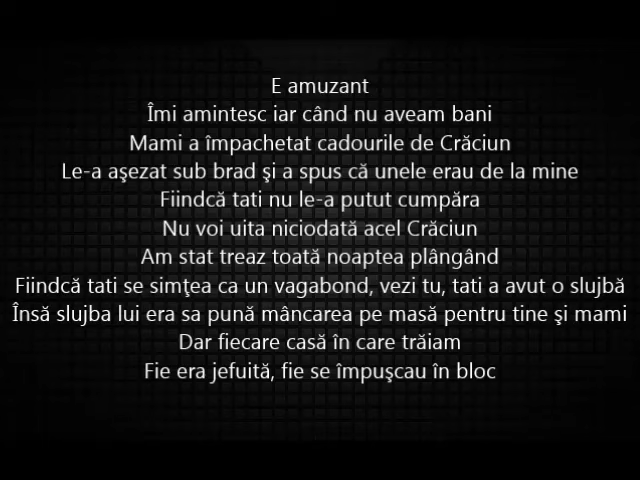 E amuzant
Îmi amintesc iar când nu aveam bani
Mami a împachetat cadourile de Crăciun
Le-a aşezat sub brad şi a spus că unele erau de la mine
Fiindcă tati nu le-a putut cumpăra
Nu voi uita niciodată acel Crăciun
Am stat treaz toată noaptea plângând
Fiindcă tati se simţea ca un vagabond, vezi tu, tati a avut o slujbă
Însă slujba lui era sa pună mâncarea pe masă pentru tine şi mami
Dar fiecare casă în care trăiam
Fie era jefuită, fie se împuşcau în bloc